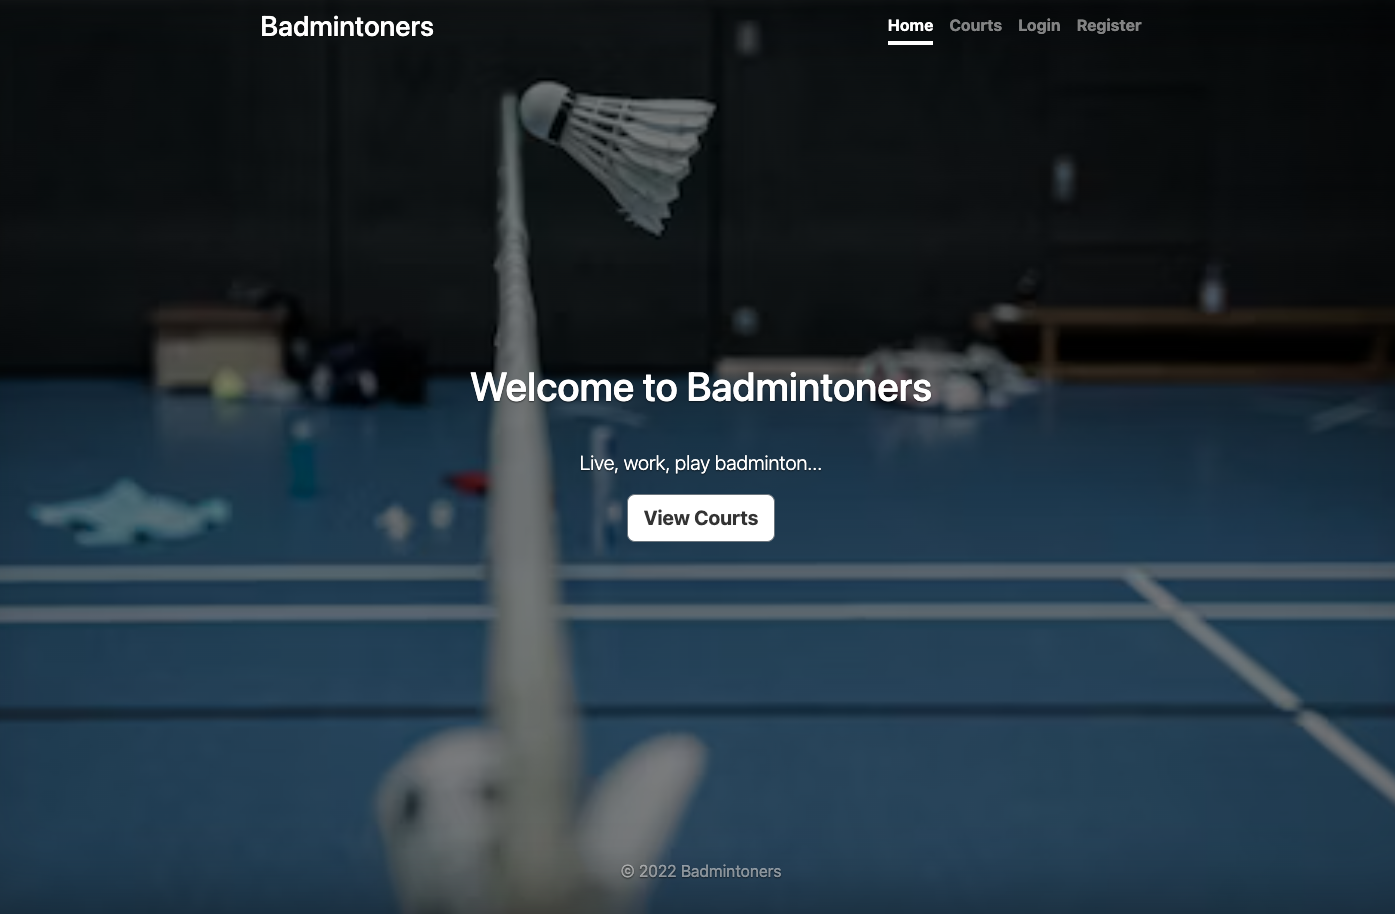 Badmintoners
Home Courts Login Register
Welcome to Badmintoners
Live, work, play badminton...
View Courts
© 2022 Badmintoners